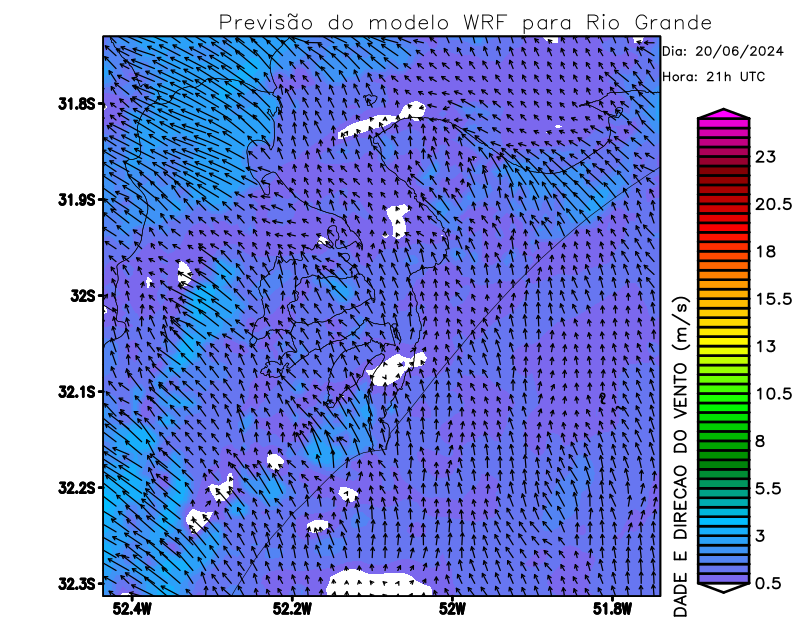 Previsão do modelo WRF para Rio Grande
Dia: 20/06/2024
Hora: 21h UTC
31.8S
31.9S
32S
32.1S
32.2S
32.3S
52.4W
52.2W
52W
51.8W
23
20.5
18
15.5
13
10.5
8
5.5
3
0.5
DADE E DIRECAO DO VENTO (m/s)